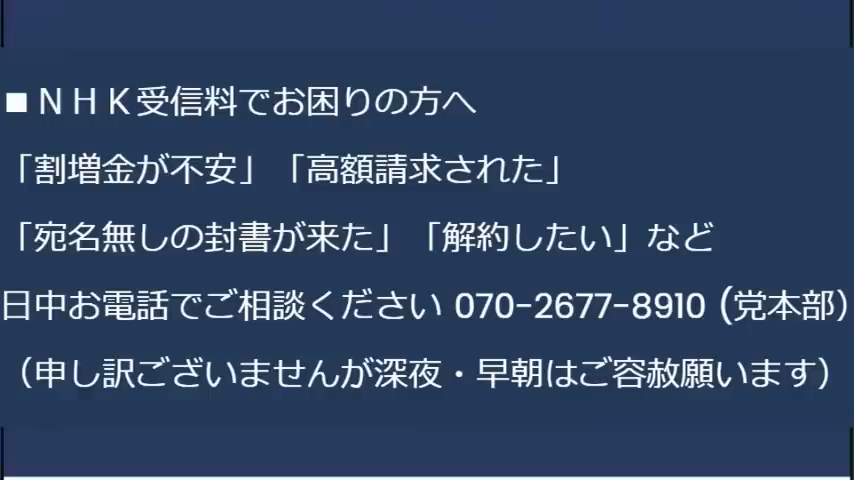 ■ＮＨＫ受信料でお困りの方へ
「割増金が不安」「高額請求された」
「宛名無しの封書が来た」「解約したい」など
日中お電話でご相談ください 070-2677-8910 (党本部)
（申し訳ございませんが深夜・早朝はご容赦願います）